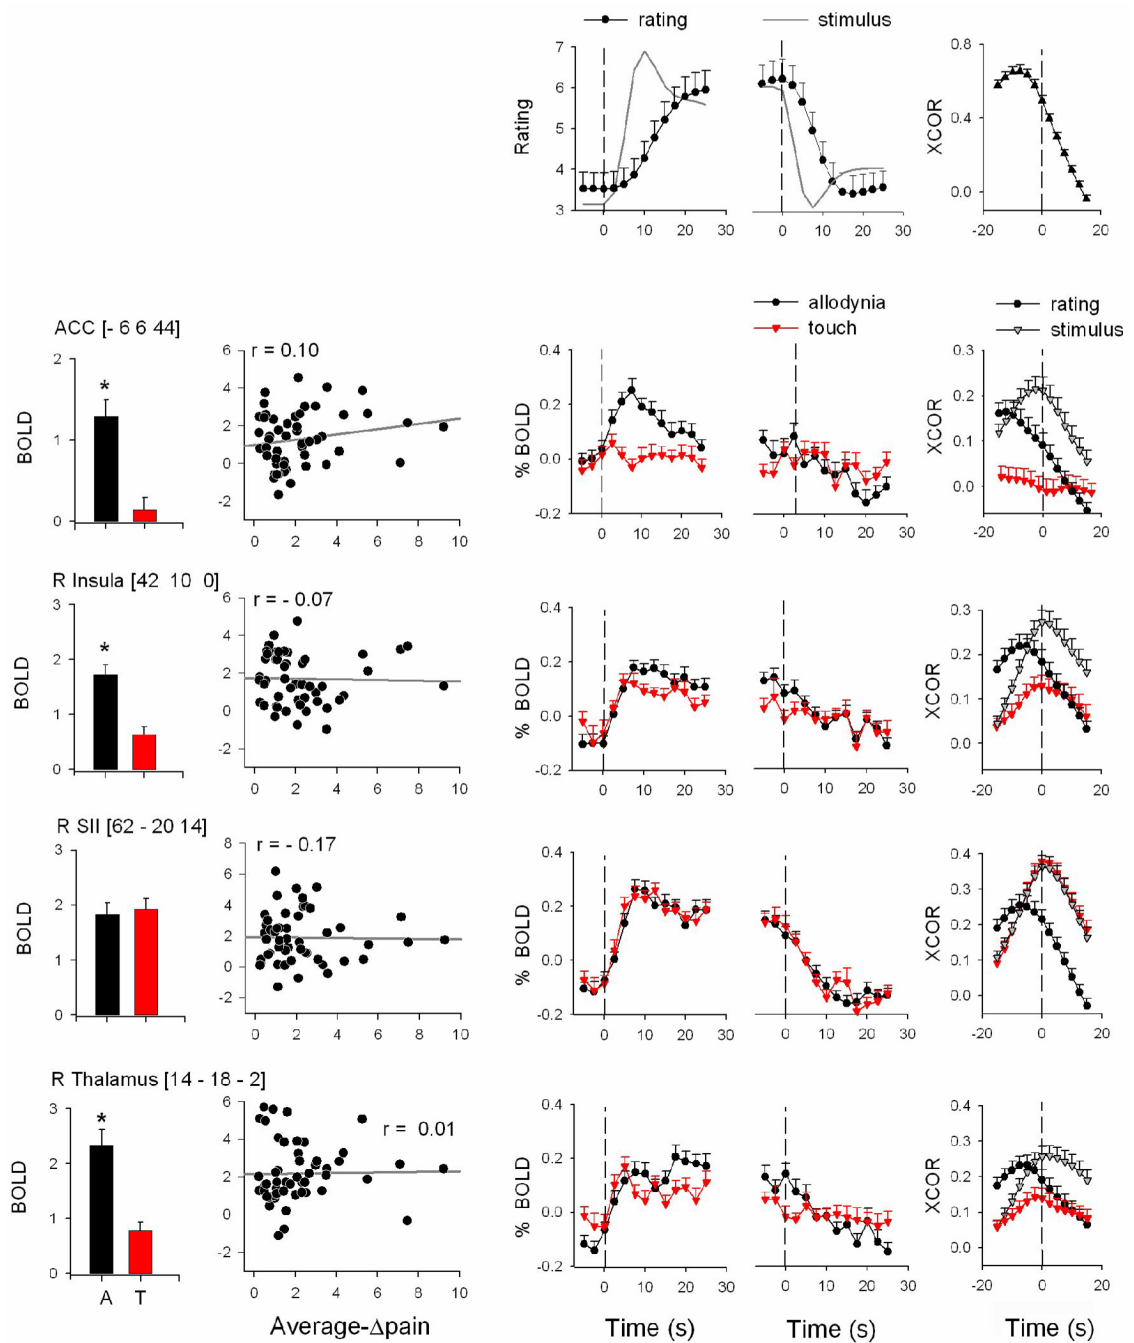 rating stimulus
7
6
5
4
3
Rating
0 10 20 30
0 10 20 30
0.8
0.4
0.0
XCOR
-20 0 20
ACC [- 6 6 44]
2
1
0
BOLD
*
r = 0.10
6
4
2
0
-2
0 2 4 6 8 10
allodynia
touch
0.4
0.2
0.0
-0.2
% BOLD
0 10 20 30
0 10 20 30
rating
stimulus
0.3
0.2
0.1
0.0
XCOR
-20 0 20
R Insula [42 10 0]
3
2
1
0
BOLD
*
r = - 0.07
6
4
2
0
-2
0 2 4 6 8 10
0.4
0.2
0.0
-0.2
% BOLD
0 10 20 30
0 10 20 30
0.3
0.2
0.1
0.0
XCOR
-20 0 20
R SII [62 - 20 14]
3
2
1
0
BOLD
r = - 0.17
8
6
4
2
0
-2
0 2 4 6 8 10
0.4
0.2
0.0
-0.2
% BOLD
0 10 20 30
0 10 20 30
0.4
0.3
0.2
0.1
0.0
XCOR
-20 0 20
R Thalamus [14 - 18 - 2]
3
2
1
0
BOLD
*
A T
r = 0.01
6
4
2
0
-2
0 2 4 6 8 10
Average-Δpain
0.4
0.2
0.0
-0.2
% BOLD
0 10 20 30
Time (s)
0 10 20 30
Time (s)
0.4
0.3
0.2
0.1
0.0
XCOR
-20 0 20
Time (s)